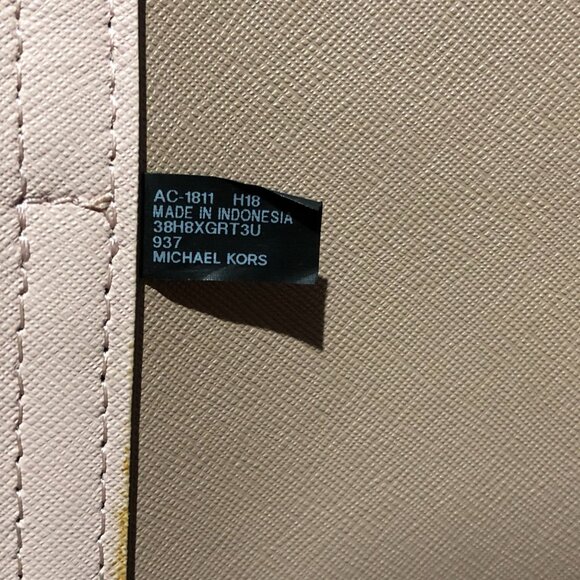 AC-1811 H18
MADE IN INDONESIA
38H8XGRT3U
937
MICHAEL KORS